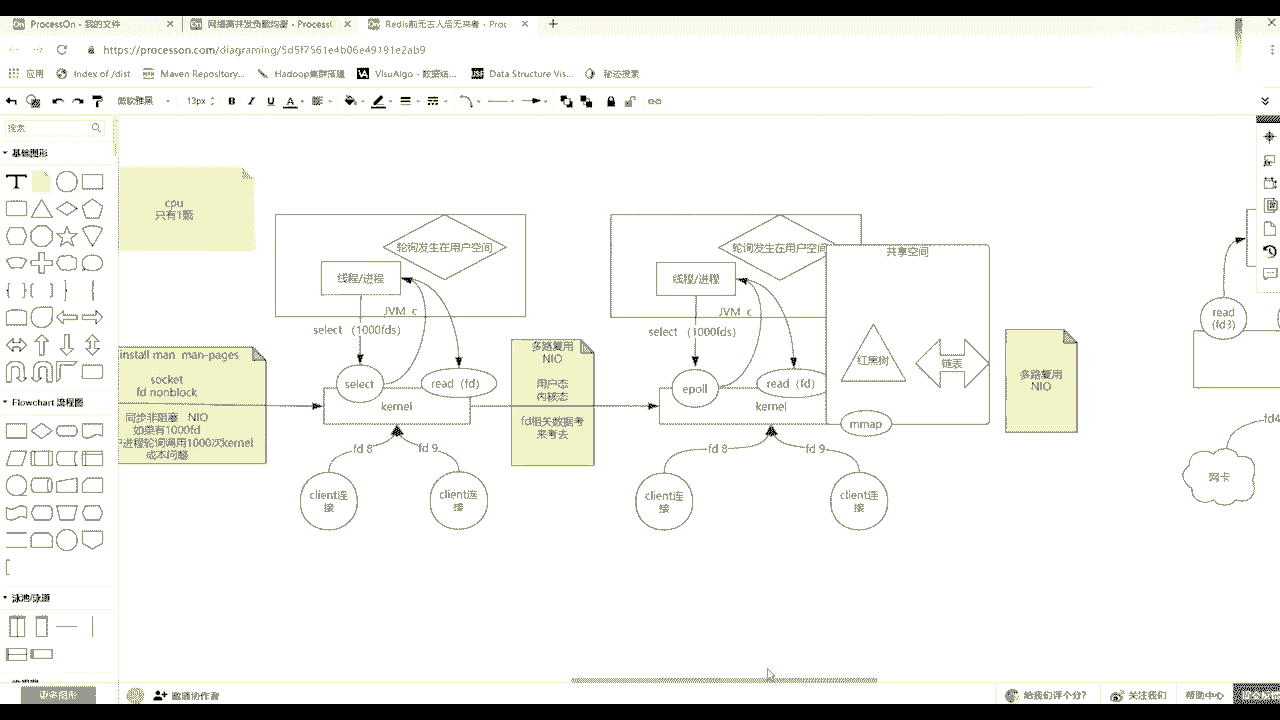 ProcessOn - 我的文件
网络高并发负载均衡 - Process
Redis前无古人后无来者 - Proc
https://processon.com/diagraming/5d5f7561e4b06e49191e2ab9
应用
Index of /dist
Maven Repository...
Hadoop集群搭建
VisuAlgo - 数据结...
Data Structure Vis...
秘迹搜索
微软雅黑
13px
B
I
U
A
搜索
基础图形
Flowchart 流程图
泳池/泳道
更多图形
cpu
只有1颗
install man man-pages
socket
fd nonblock
同步非阻塞 NIO
如果有1000fd
户进程轮询调用1000次kernel
成本问题
轮询发生在用户空间
线程/进程
JVM c
select （1000fds）
select
read（fd）
kernel
fd 8
fd 9
client连
接
client连
接
多路复用
NIO
用户态
内核态
fd相关数据考
来考去
轮询发生在用户空间
线程/进程
JVM c
select （1000fds）
epoll
read（fd）
kernel
fd 8
fd 9
client连
接
client连
接
共享空间
红黑树
链表
mmap
多路复用
NIO
read
(fd3)
fd4
网卡
邀请协作者
给我们评个分?
关注我们
帮助中心